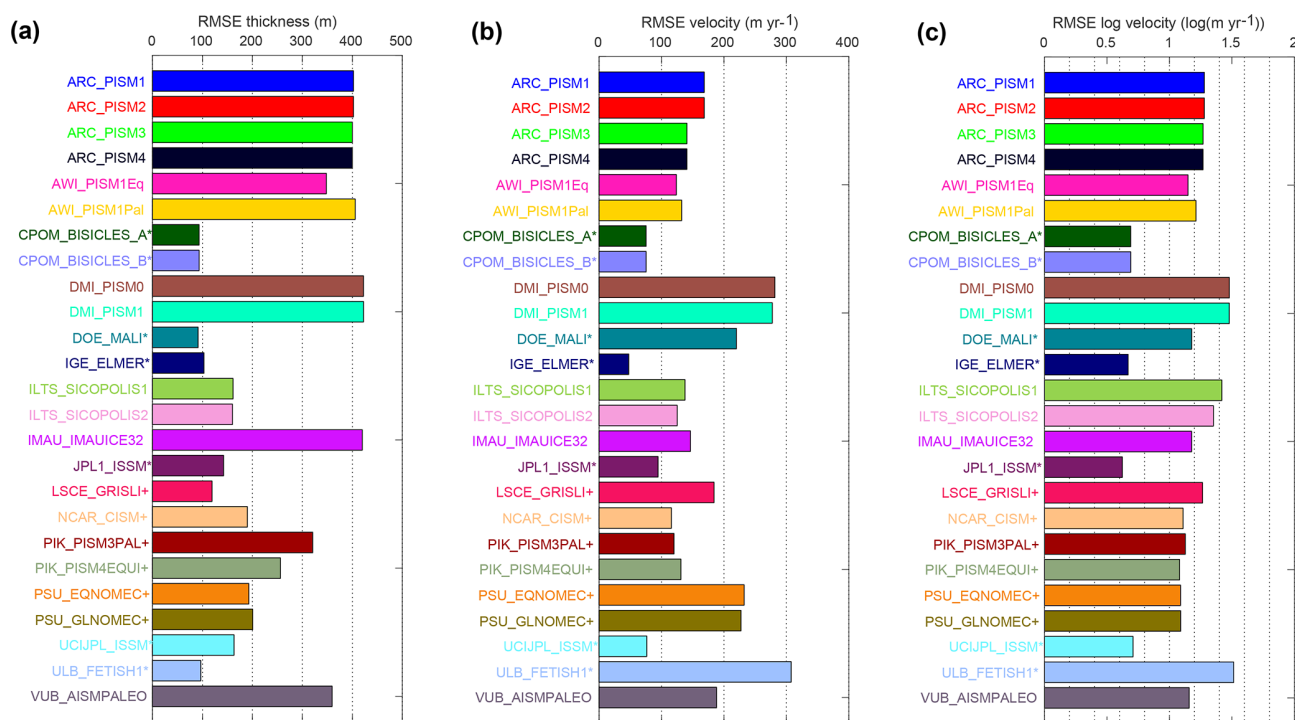 (a)
RMSE thickness (m)
0 100 200 300 400 500
ARC_PISM1
ARC_PISM2
ARC_PISM3
ARC_PISM4
AWI_PISM1Eq
AWI_PISM1Pal
CPOM_BISICLES_A*
CPOM_BISICLES_B*
DMI_PISM0
DMI_PISM1
DOE_MALI*
IGE_ELMER*
ILTS_SICOPOLIS1
ILTS_SICOPOLIS2
IMAU_IMAUICE32
JPL1_ISSM*
LSCE_GRISLI+
NCAR_CISM+
PIK_PISM3PAL+
PIK_PISM4EQUI+
PSU_EQNOMEC+
PSU_GLNOMEC+
UCIJPL_ISSM*
ULB_FETISH1*
VUB_AISMPALEO
(b)
RMSE velocity (m yr-1)
0 100 200 300 400
ARC_PISM1
ARC_PISM2
ARC_PISM3
ARC_PISM4
AWI_PISM1Eq
AWI_PISM1Pal
CPOM_BISICLES_A*
CPOM_BISICLES_B*
DMI_PISM0
DMI_PISM1
DOE_MALI*
IGE_ELMER*
ILTS_SICOPOLIS1
ILTS_SICOPOLIS2
IMAU_IMAUICE32
JPL1_ISSM*
LSCE_GRISLI+
NCAR_CISM+
PIK_PISM3PAL+
PIK_PISM4EQUI+
PSU_EQNOMEC+
PSU_GLNOMEC+
UCIJPL_ISSM*
ULB_FETISH1*
VUB_AISMPALEO
(c)
RMSE log velocity (log(m yr-1))
0 0.5 1 1.5 2
ARC_PISM1
ARC_PISM2
ARC_PISM3
ARC_PISM4
AWI_PISM1Eq
AWI_PISM1Pal
CPOM_BISICLES_A*
CPOM_BISICLES_B*
DMI_PISM0
DMI_PISM1
DOE_MALI*
IGE_ELMER*
ILTS_SICOPOLIS1
ILTS_SICOPOLIS2
IMAU_IMAUICE32
JPL1_ISSM*
LSCE_GRISLI+
NCAR_CISM+
PIK_PISM3PAL+
PIK_PISM4EQUI+
PSU_EQNOMEC+
PSU_GLNOMEC+
UCIJPL_ISSM*
ULB_FETISH1*
VUB_AISMPALEO